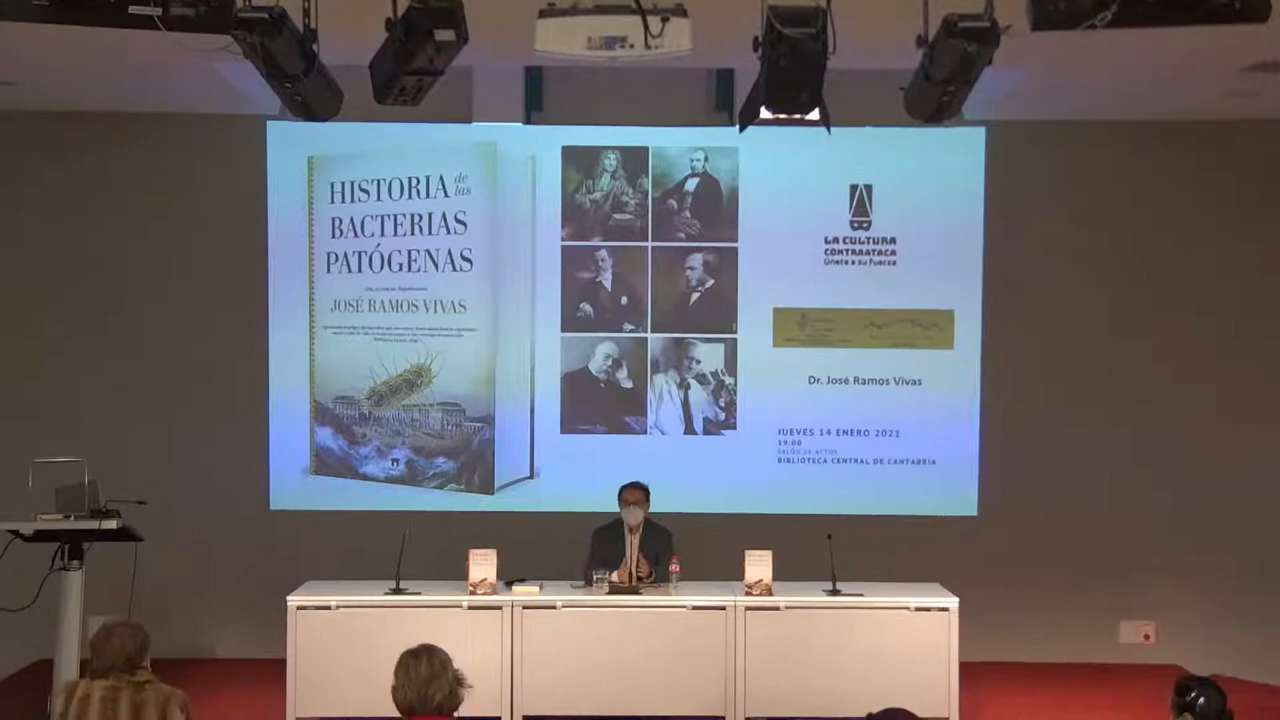 HISTORIA de las
BACTERIAS
PATÓGENAS
JOSÉ RAMOS VIVAS
LA CULTURA
CONTRAATACA
Únete a su fuerza
Dr. José Ramos Vivas
JUEVES 14 ENERO 2021
19:00
SALÓN DE ACTOS
BIBLIOTECA CENTRAL DE CANTABRIA